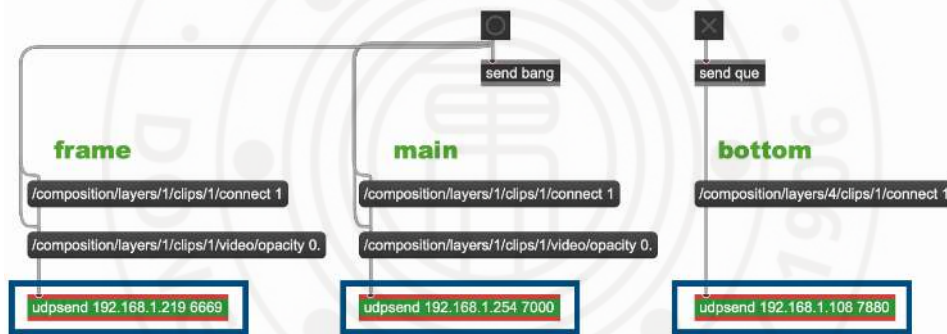 send bang
send que
frame
main
bottom
/composition/layers/1/clips/1/connect 1
/composition/layers/1/clips/1/connect 1
/composition/layers/4/clips/1/connect 1
/composition/layers/1/clips/1/video/opacity 0.
/composition/layers/1/clips/1/video/opacity 0.
udpsend 192.168.1.219 6669
udpsend 192.168.1.254 7000
udpsend 192.168.1.108 7880
1906